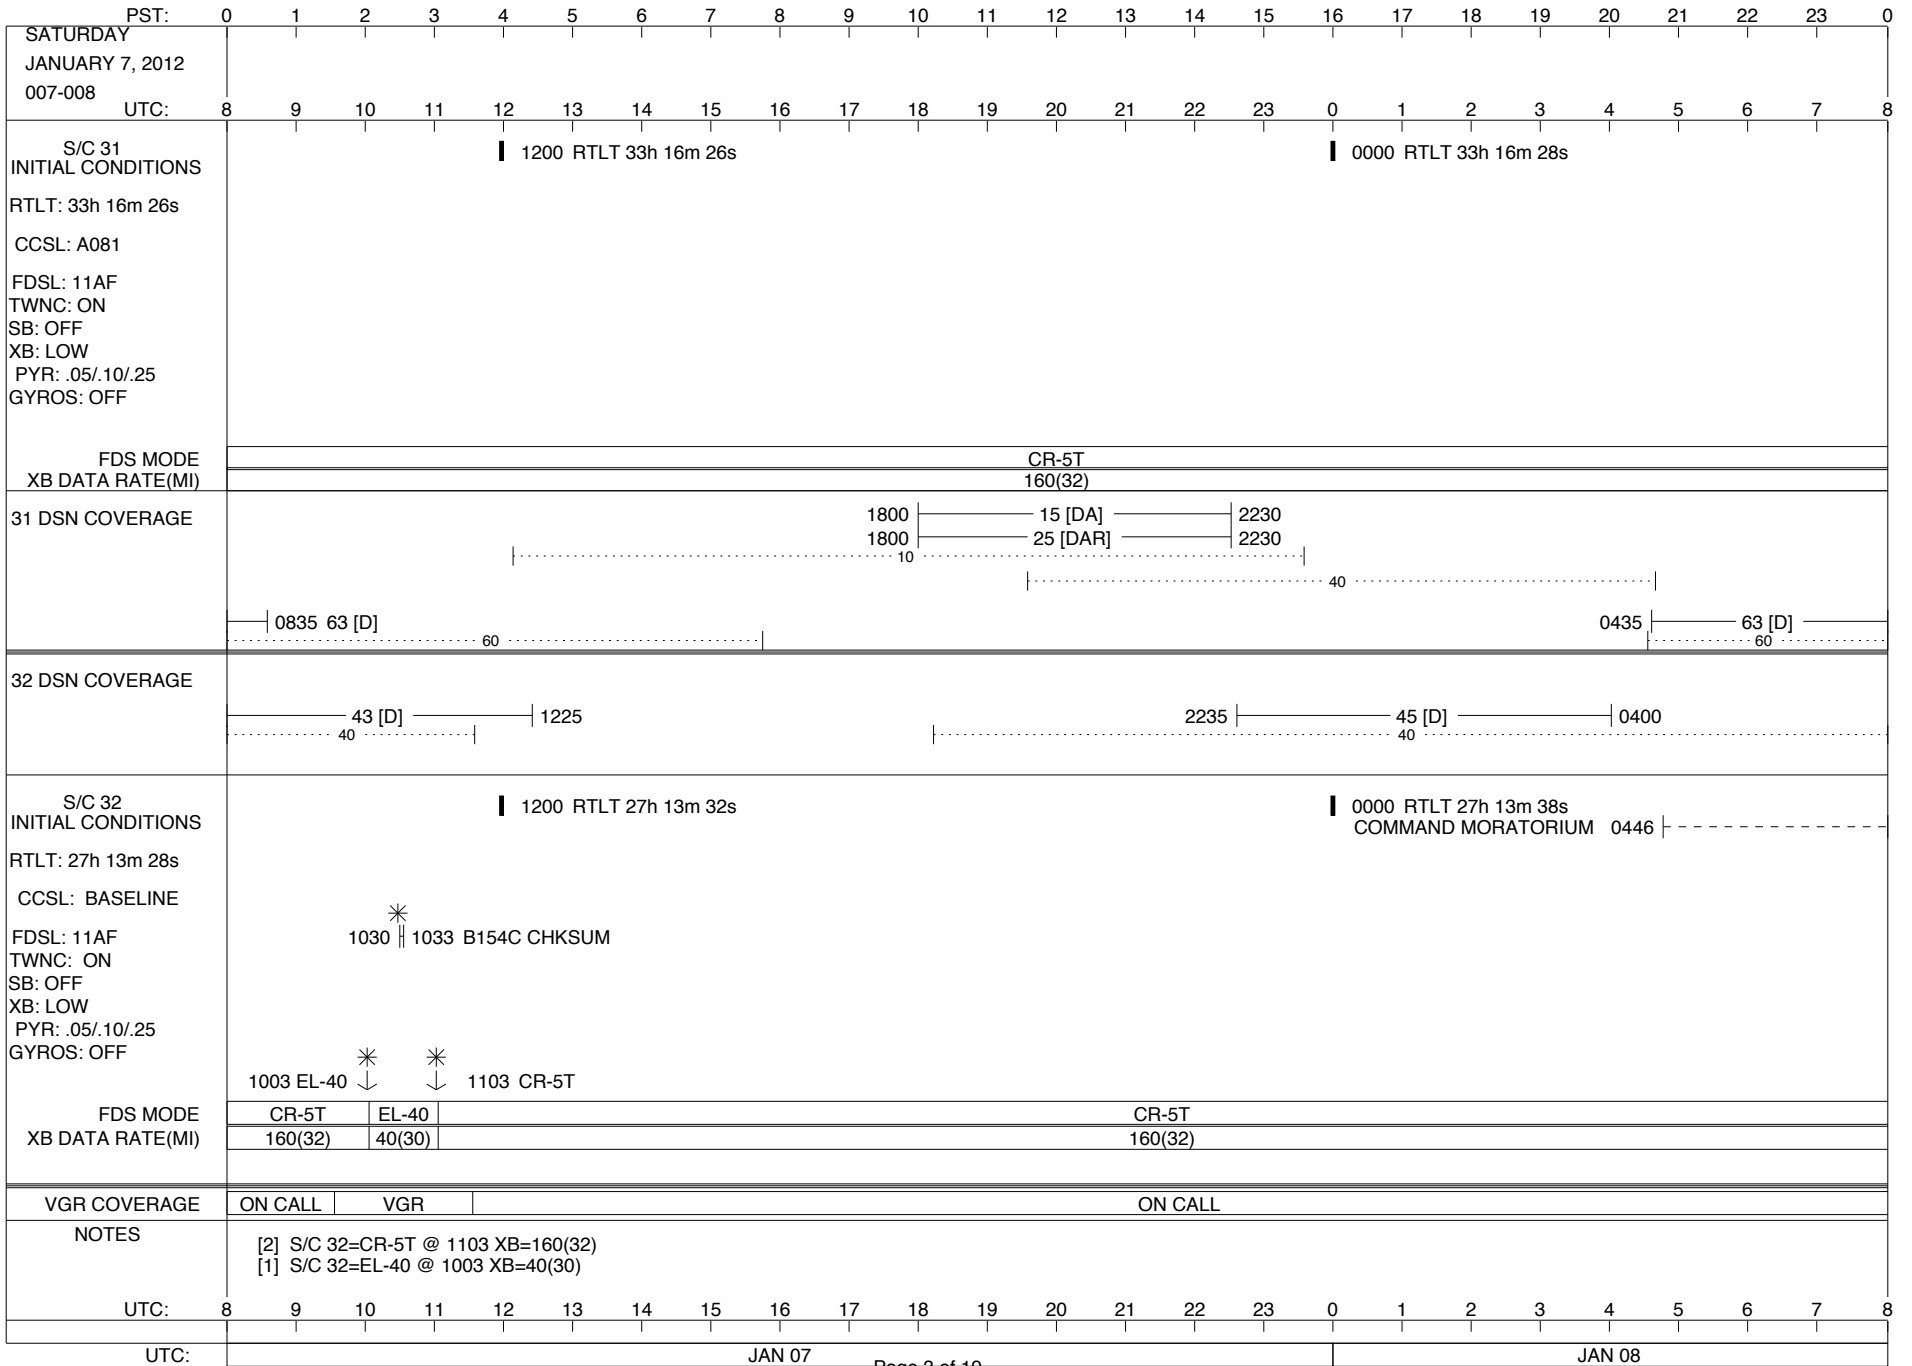 PST: 0 1 2 3 4 5 6 7 8 9 10 11 12 13 14 15 16 17 18 19 20 21 22 23 0
SATURDAY
JANUARY 7, 2012
007-008
UTC: 8 9 10 11 12 13 14 15 16 17 18 19 20 21 22 23 0 1 2 3 4 5 6 7 8
S/C 31
INITIAL CONDITIONS
1200 RTLT 33h 16m 26s
0000 RTLT 33h 16m 28s
RTLT: 33h 16m 26s
CCSL: A081
FDSL: 11AF
TWNC: ON
SB: OFF
XB: LOW
PYR: .05/.10/.25
GYROS: OFF
FDS MODE CR-5T
XB DATA RATE(MI) 160(32)
31 DSN COVERAGE
1800 15 [DA] 2230
1800 25 [DAR] 2230
10
40
0835 63 [D]
0435 63 [D]
60
60
32 DSN COVERAGE
43 [D] 1225
2235 45 [D] 0400
40
40
S/C 32
INITIAL CONDITIONS
1200 RTLT 27h 13m 32s
0000 RTLT 27h 13m 38s
COMMAND MORATORIUM 0446
RTLT: 27h 13m 28s
CCSL: BASELINE
FDSL: 11AF
1030 1033 B154C CHKSUM
TWNC: ON
SB: OFF
XB: LOW
PYR: .05/.10/.25
GYROS: OFF
1003 EL-40 1103 CR-5T
FDS MODE CR-5T EL-40 CR-5T
XB DATA RATE(MI) 160(32) 40(30) 160(32)
VGR COVERAGE ON CALL VGR ON CALL
NOTES
[2] S/C 32=CR-5T @ 1103 XB=160(32)
[1] S/C 32=EL-40 @ 1003 XB=40(30)
UTC: 8 9 10 11 12 13 14 15 16 17 18 19 20 21 22 23 0 1 2 3 4 5 6 7 8
UTC: JAN 07 JAN 08